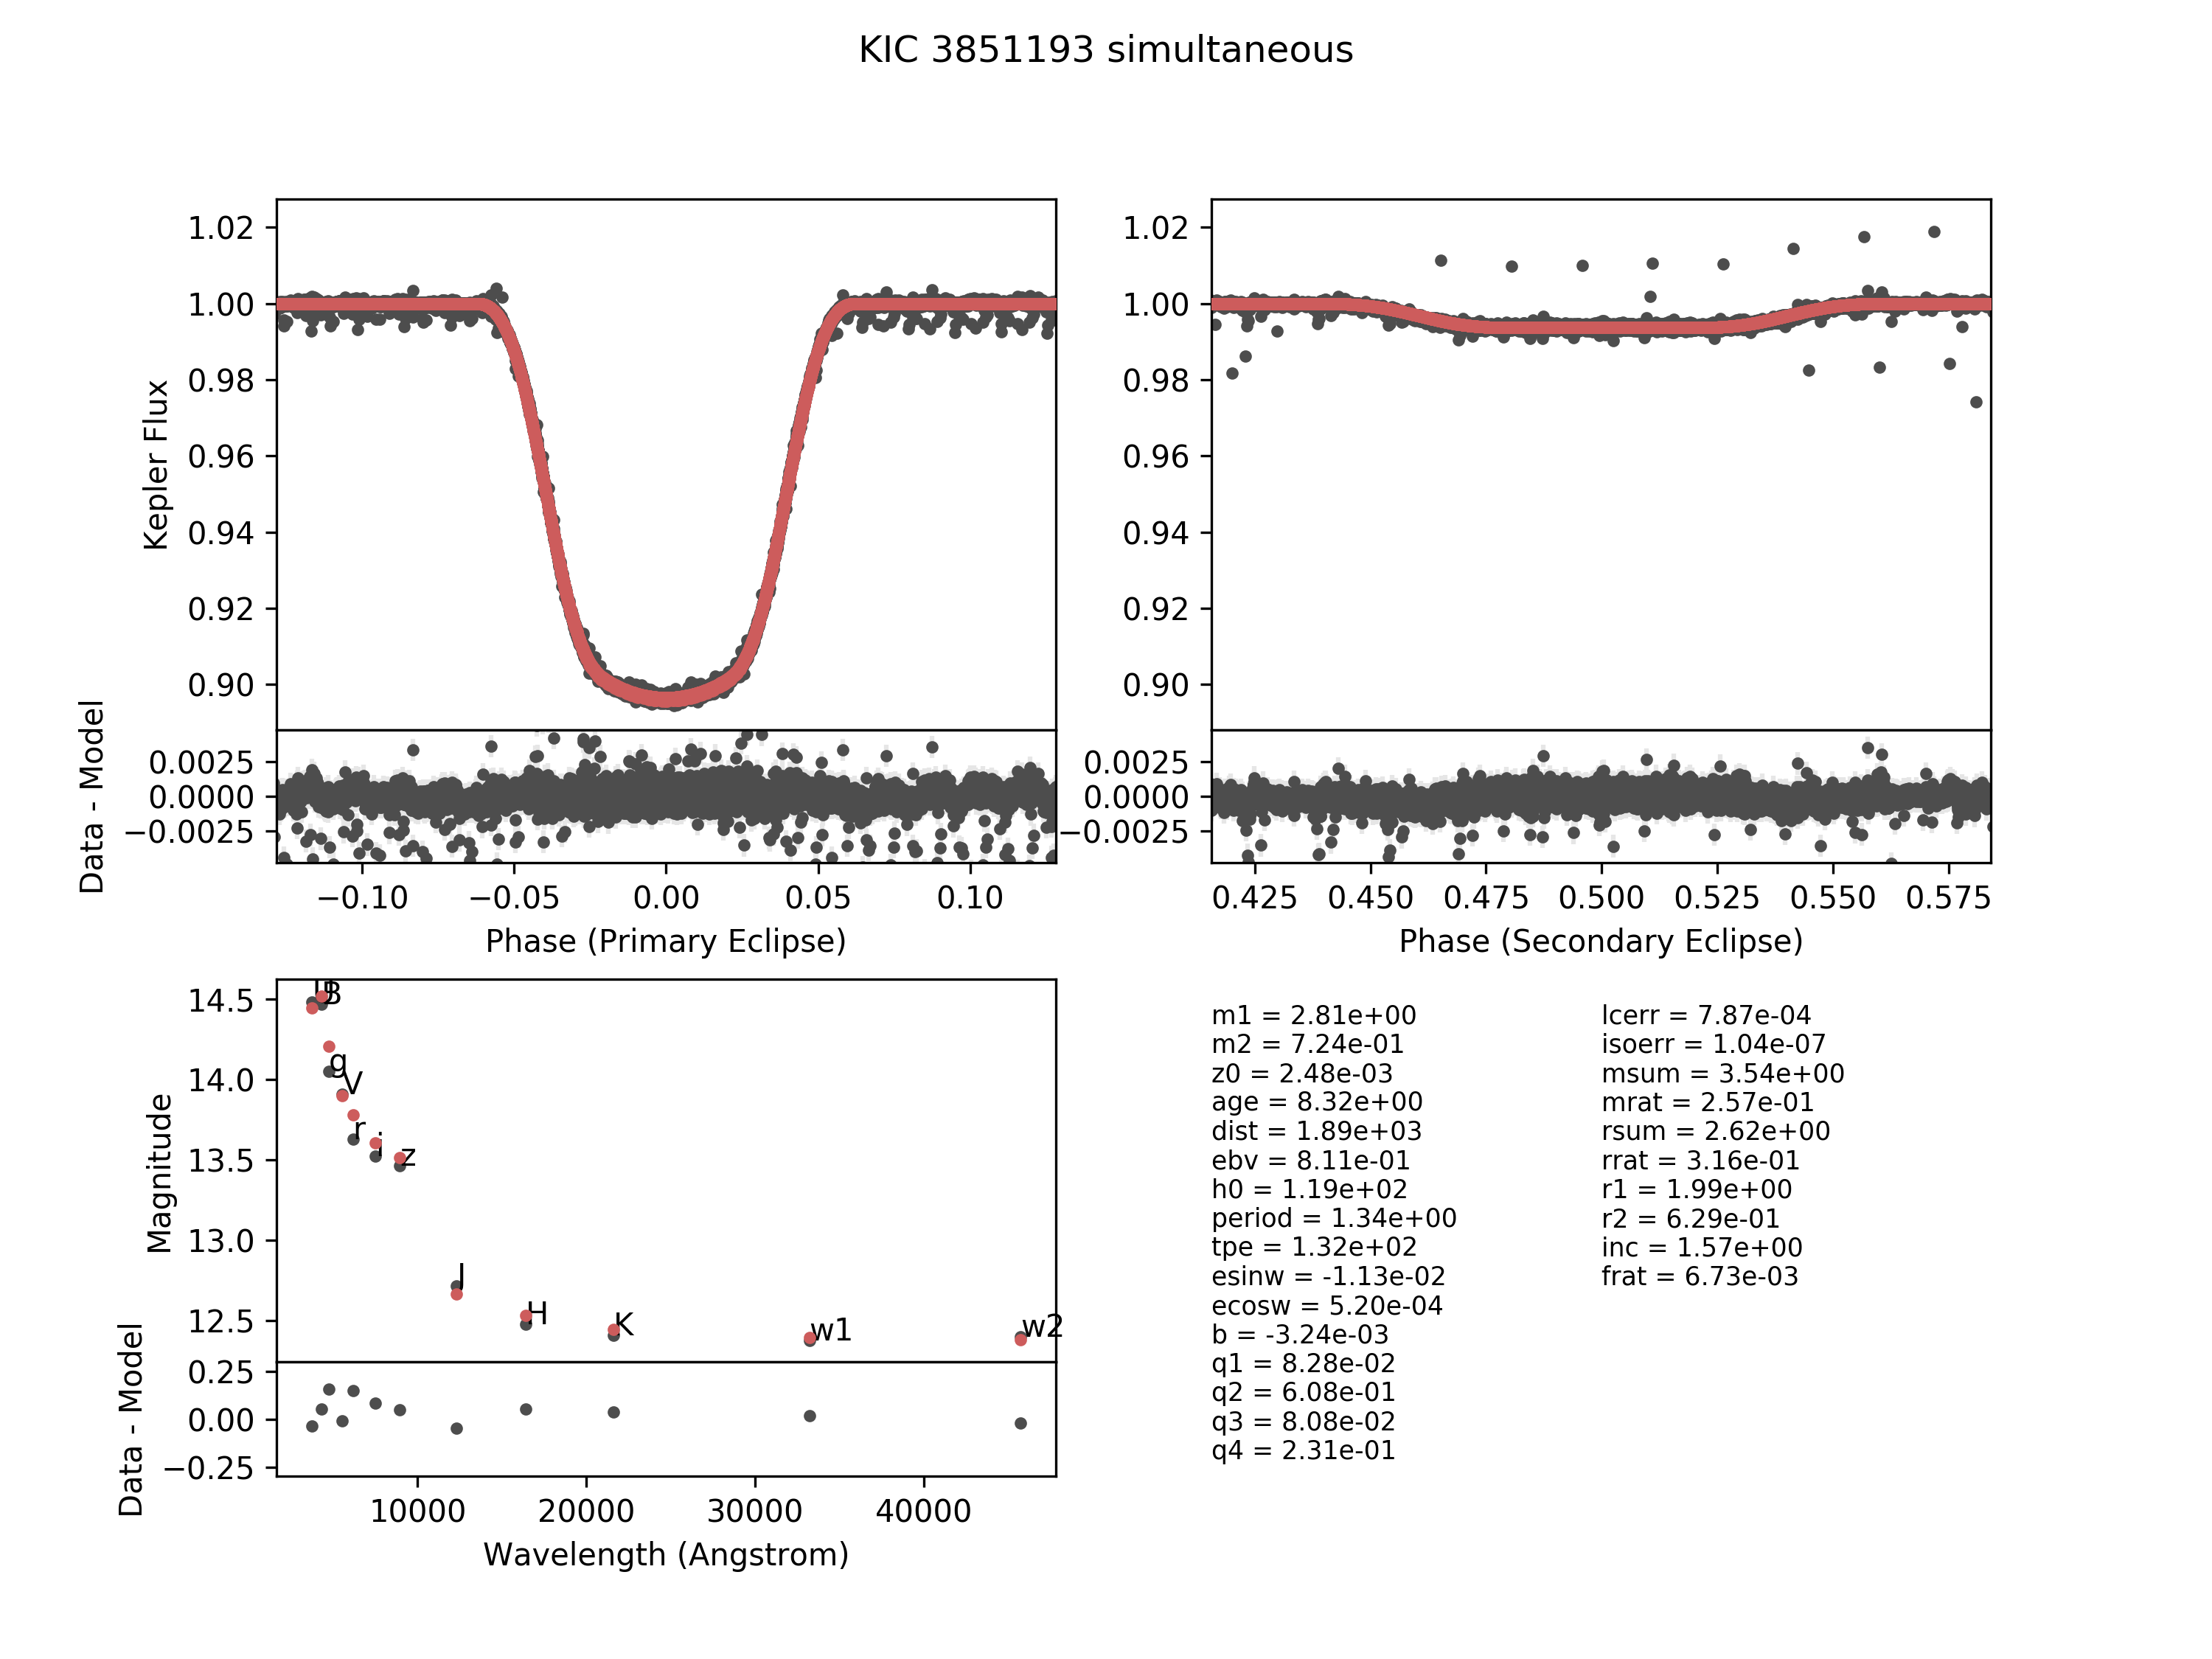 KIC 3851193 simultaneous
1.02
1.00
0.98
0.96
0.94
0.92
0.90
Kepler Flux
0.0025
0.0000
−0.0025
Data - Model
−0.10 −0.05 0.00 0.05 0.10
Phase (Primary Eclipse)
1.02
1.00
0.98
0.96
0.94
0.92
0.90
0.0025
0.0000
−0.0025
0.425 0.450 0.475 0.500 0.525 0.550 0.575
Phase (Secondary Eclipse)
14.5
14.0
13.5
13.0
12.5
Magnitude
U
B
g
V
r
i
z
J
H
K
w1
w2
0.25
0.00
−0.25
Data - Model
10000 20000 30000 40000
Wavelength (Angstrom)
m1 = 2.81e+00
m2 = 7.24e-01
z0 = 2.48e-03
age = 8.32e+00
dist = 1.89e+03
ebv = 8.11e-01
h0 = 1.19e+02
period = 1.34e+00
tpe = 1.32e+02
esinw = -1.13e-02
ecosw = 5.20e-04
b = -3.24e-03
q1 = 8.28e-02
q2 = 6.08e-01
q3 = 8.08e-02
q4 = 2.31e-01
lcerr = 7.87e-04
isoerr = 1.04e-07
msum = 3.54e+00
mrat = 2.57e-01
rsum = 2.62e+00
rrat = 3.16e-01
r1 = 1.99e+00
r2 = 6.29e-01
inc = 1.57e+00
frat = 6.73e-03